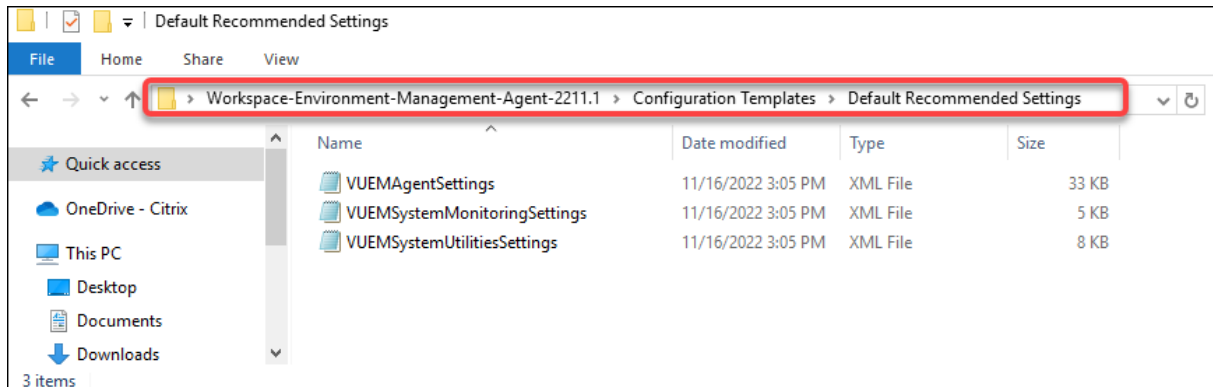 Default Recommended Settings
File Home Share View
Workspace-Environment-Management-Agent-2211.1 > Configuration Templates > Default Recommended Settings
Name Date modified Type Size
Quick access
VUEMAgentSettings 11/16/2022 3:05 PM XML File 33 KB
OneDrive - Citrix
VUEMSystemMonitoringSettings 11/16/2022 3:05 PM XML File 5 KB
VUEMSystemUtilitiesSettings 11/16/2022 3:05 PM XML File 8 KB
This PC
Desktop
Documents
Downloads
3 items